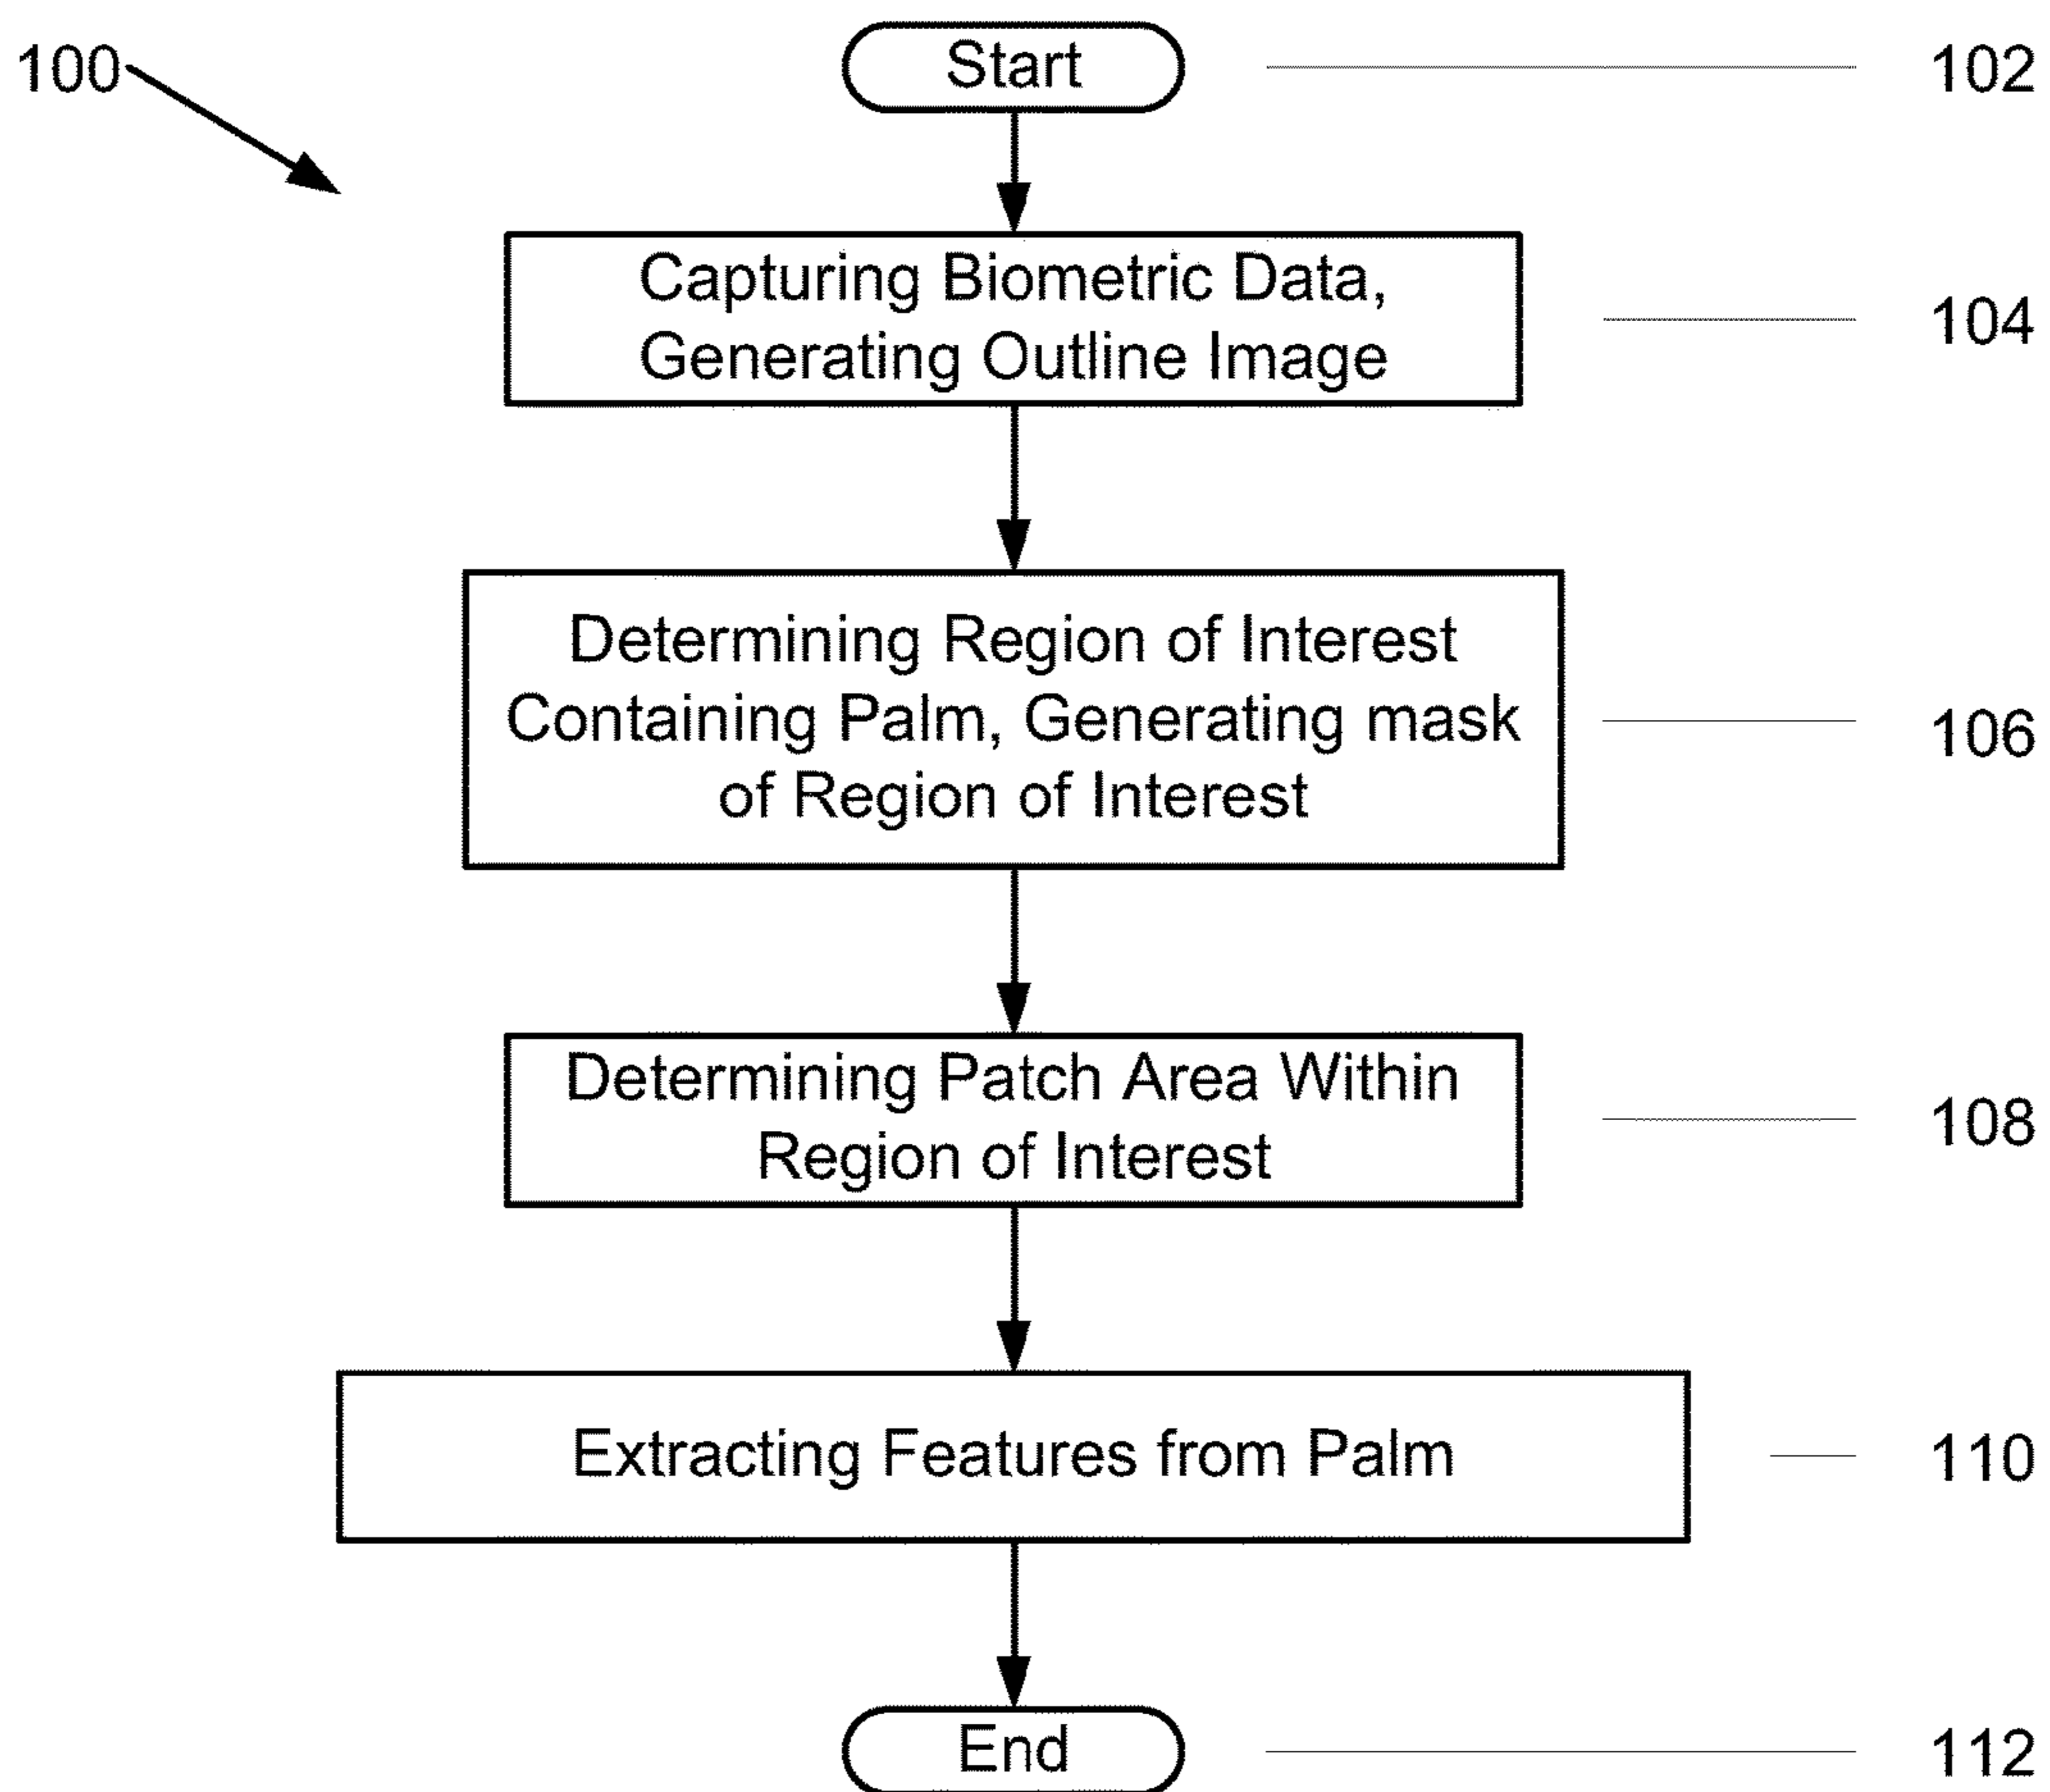 100
Start
102
Capturing Biometric Data,
Generating Outline Image
104
Determining Region of Interest
Containing Palm, Generating mask
of Region of Interest
106
Determining Patch Area Within
Region of Interest
108
Extracting Features from Palm
110
End
112